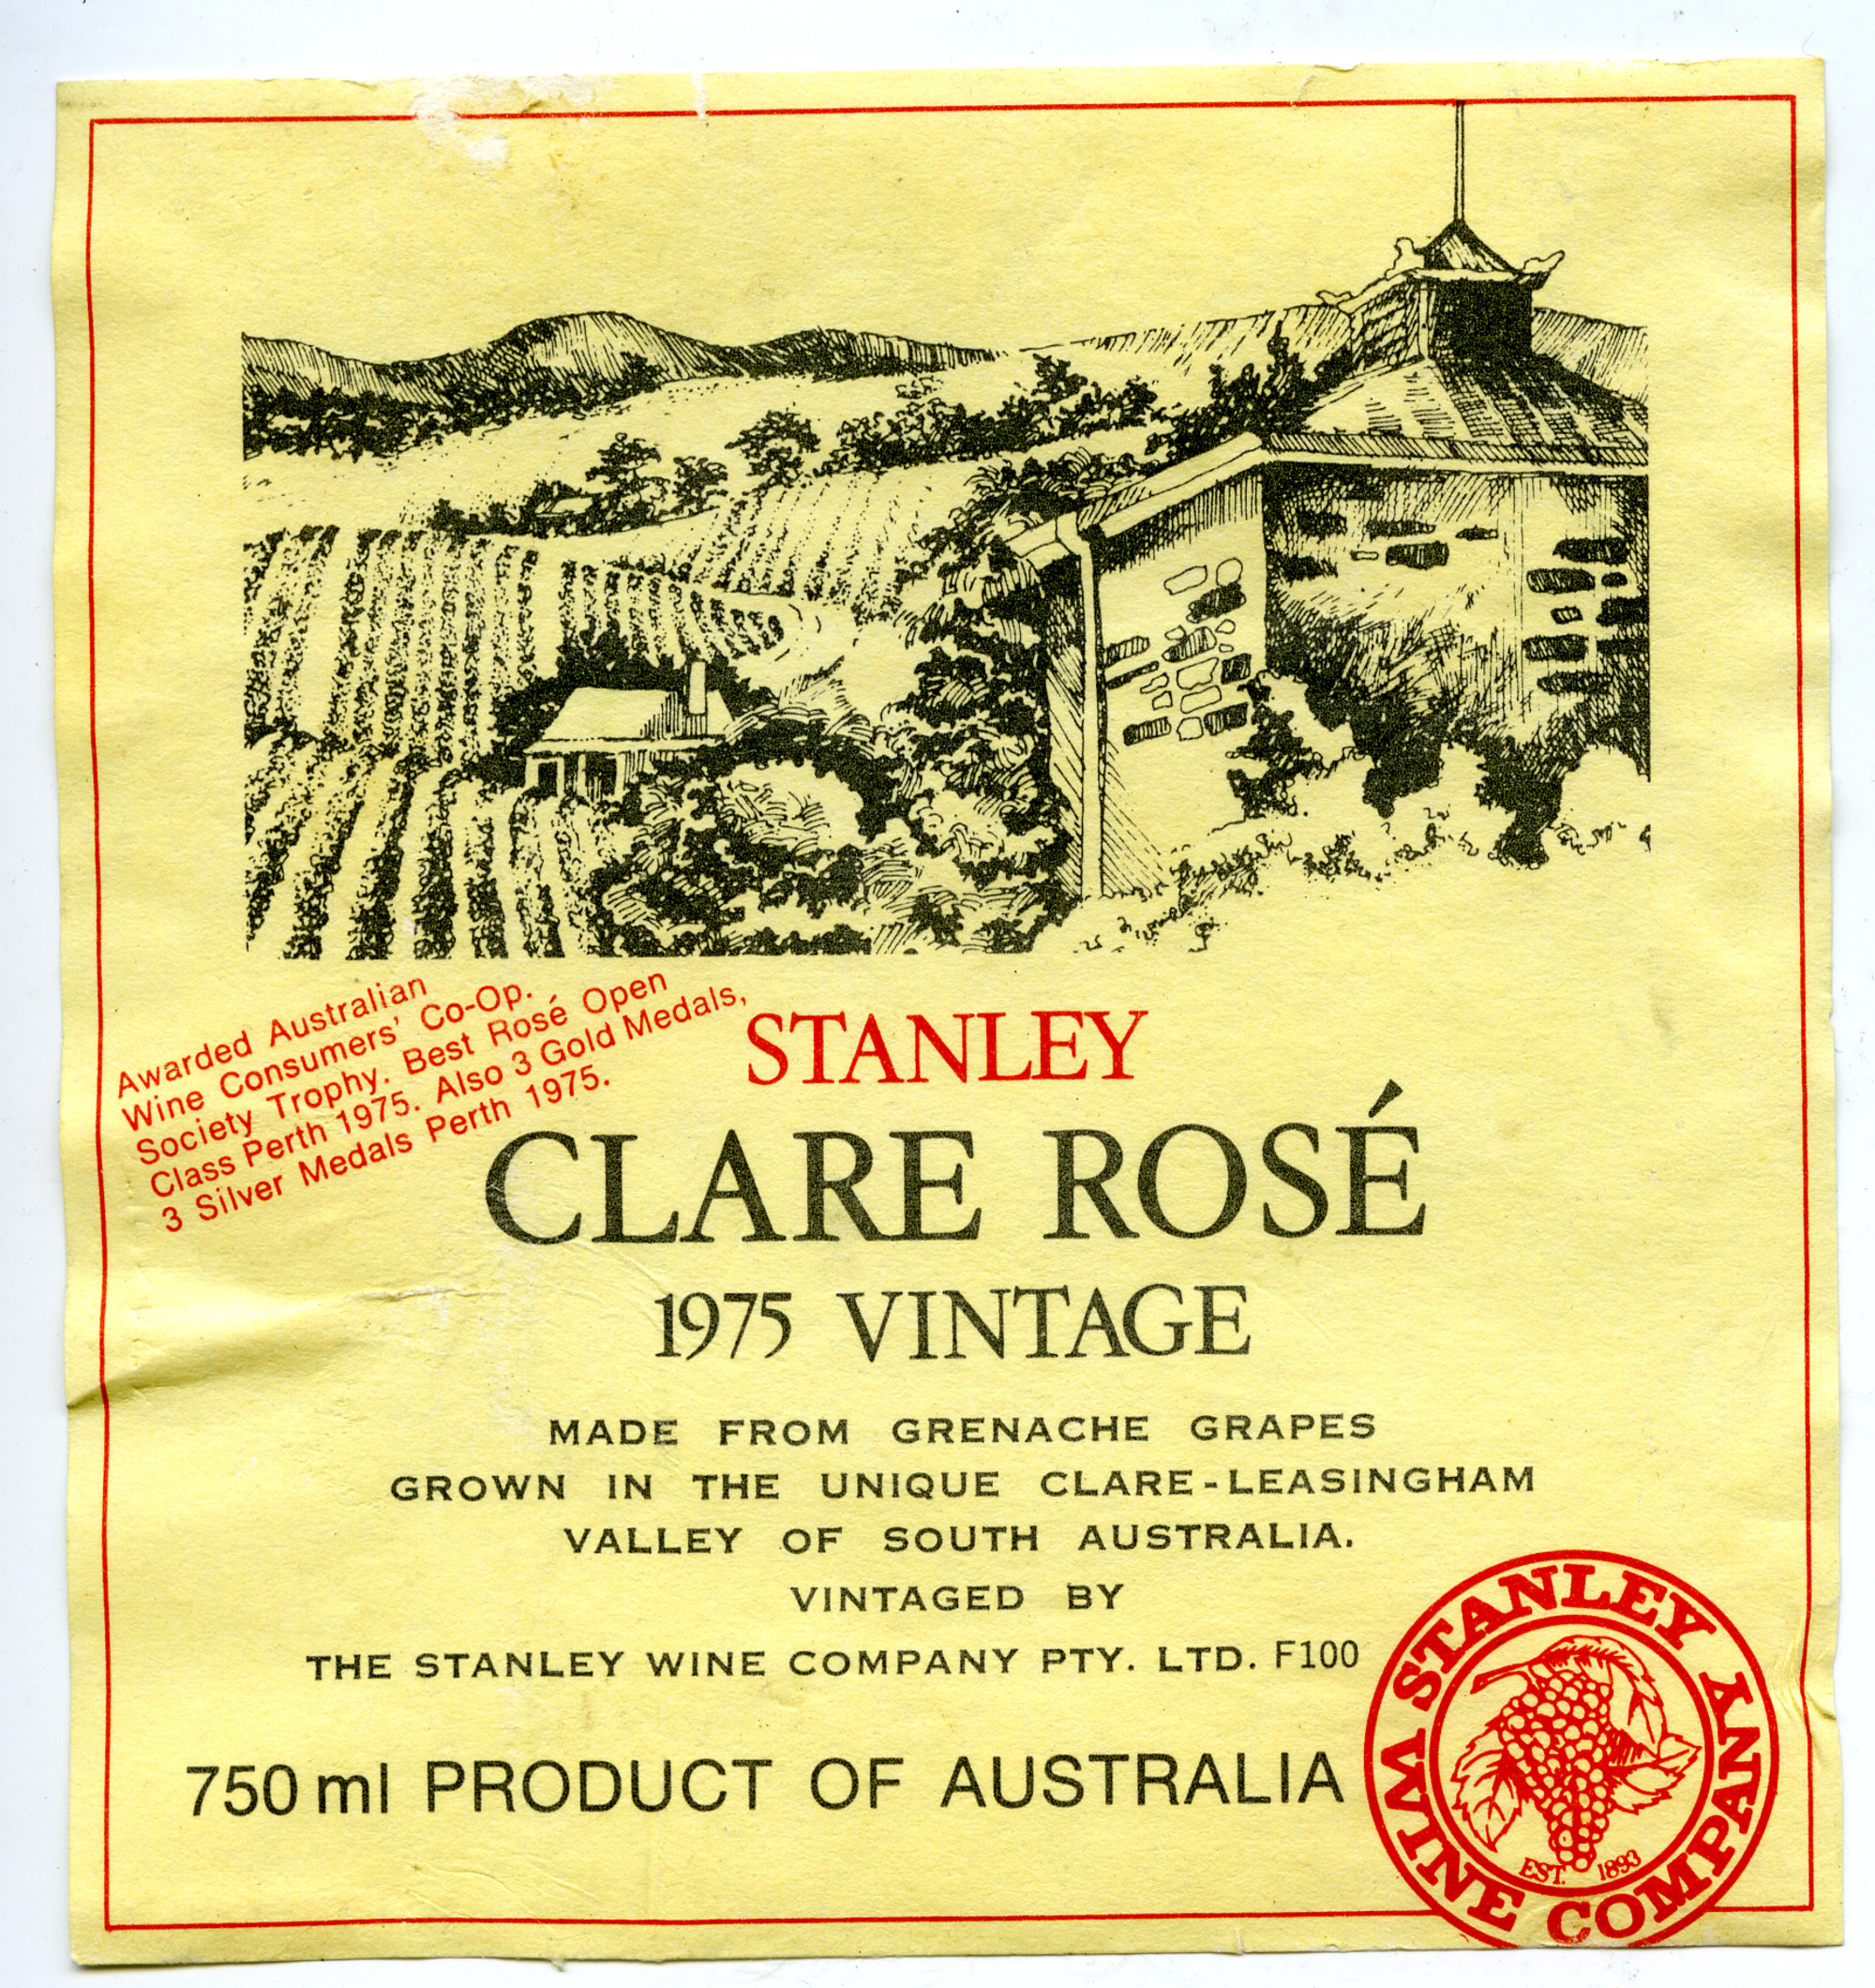 Awarded Australian
Wine Consumers' Co-Op.
Society Trophy. Best Rosé Open
Class Perth 1975. Also 3 Gold Medals,
3 Silver Medals Perth 1975.
STANLEY
CLARE ROSÉ
1975 VINTAGE
MADE FROM GRENACHE GRAPES
GROWN IN THE UNIQUE CLARE-LEASINGHAM
VALLEY OF SOUTH AUSTRALIA.
VINTAGED BY
THE STANLEY WINE COMPANY PTY. LTD. F100
750 ml PRODUCT OF AUSTRALIA
STANLEY WINE COMPANY
EST. 1893